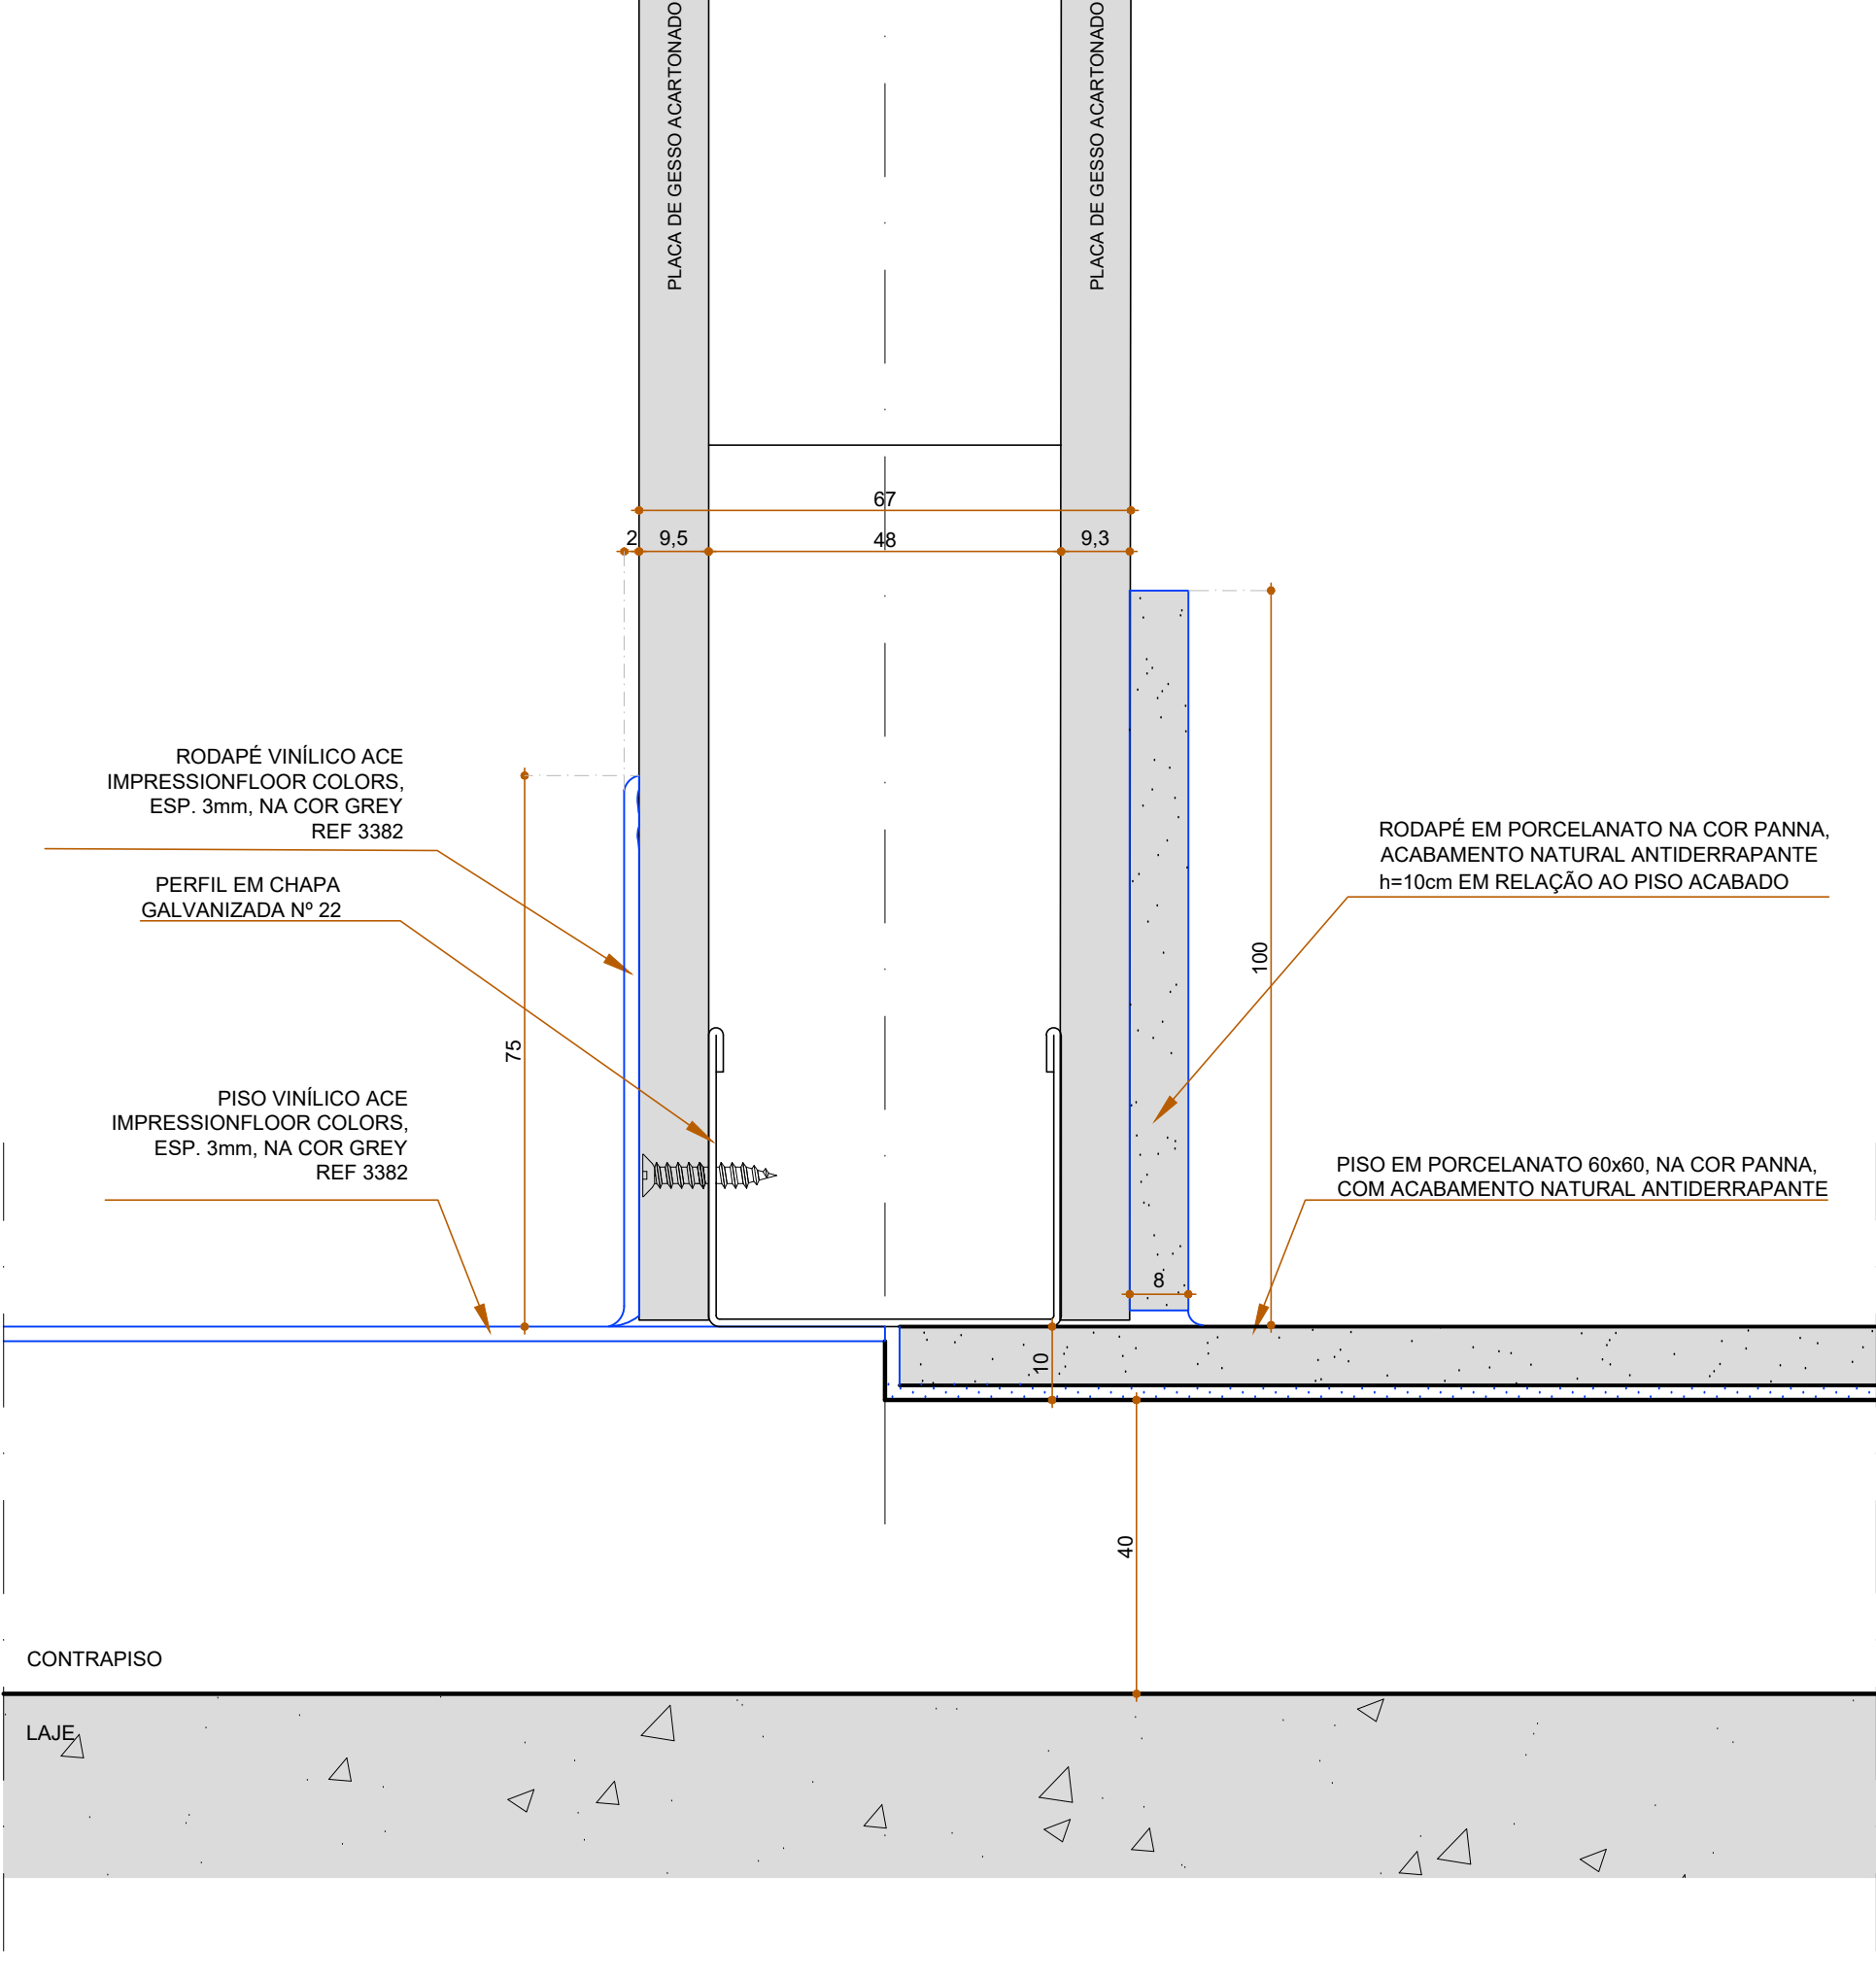 PLACA DE GESSO ACARTONADO
PLACA DE GESSO ACARTONADO
67
2
9,5
48
9,3
RODAPÉ VINÍLICO ACE
IMPRESSIONFLOOR COLORS,
ESP. 3mm, NA COR GREY
REF 3382
PERFIL EM CHAPA
GALVANIZADA Nº 22
RODAPÉ EM PORCELANATO NA COR PANNA,
ACABAMENTO NATURAL ANTIDERRAPANTE
h=10cm EM RELAÇÃO AO PISO ACABADO
100
75
PISO VINÍLICO ACE
IMPRESSIONFLOOR COLORS,
ESP. 3mm, NA COR GREY
REF 3382
PISO EM PORCELANATO 60x60, NA COR PANNA,
COM ACABAMENTO NATURAL ANTIDERRAPANTE
8
10
40
CONTRAPISO
LAJE